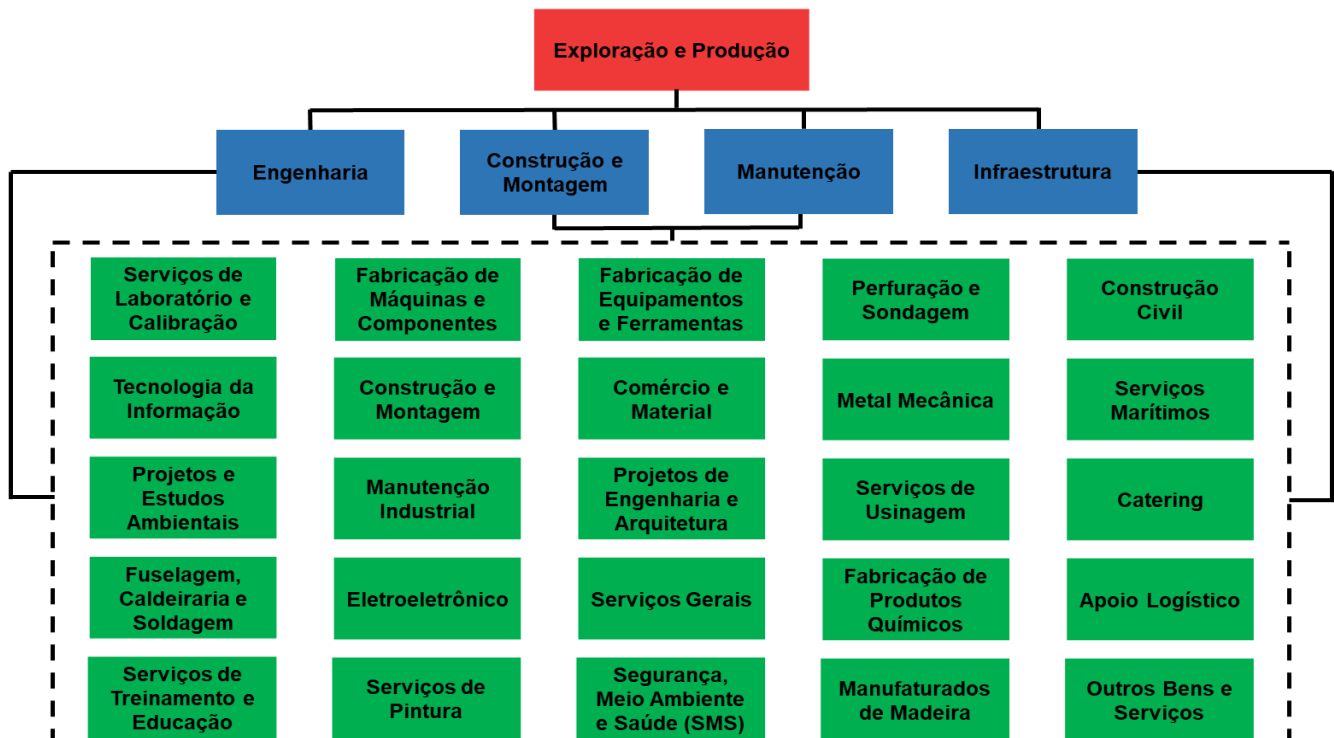 Exploração e Produção
Engenharia
Construção e
Montagem
Manutenção
Infraestrutura
Serviços de
Laboratório e
Calibração
Fabricação de
Máquinas e
Componentes
Fabricação de
Equipamentos
e Ferramentas
Perfuração e
Sondagem
Construção
Civil
Tecnologia da
Informação
Construção e
Montagem
Comércio e
Material
Metal Mecânica
Serviços
Marítimos
Projetos e
Estudos
Ambientais
Manutenção
Industrial
Projetos de
Engenharia e
Arquitetura
Serviços de
Usinagem
Catering
Fuselagem,
Caldeiraria e
Soldagem
Eletroeletrônico
Serviços Gerais
Fabricação de
Produtos
Químicos
Apoio Logístico
Serviços de
Treinamento e
Educação
Serviços de
Pintura
Segurança,
Meio Ambiente
e Saúde (SMS)
Manufaturados
de Madeira
Outros Bens e
Serviços